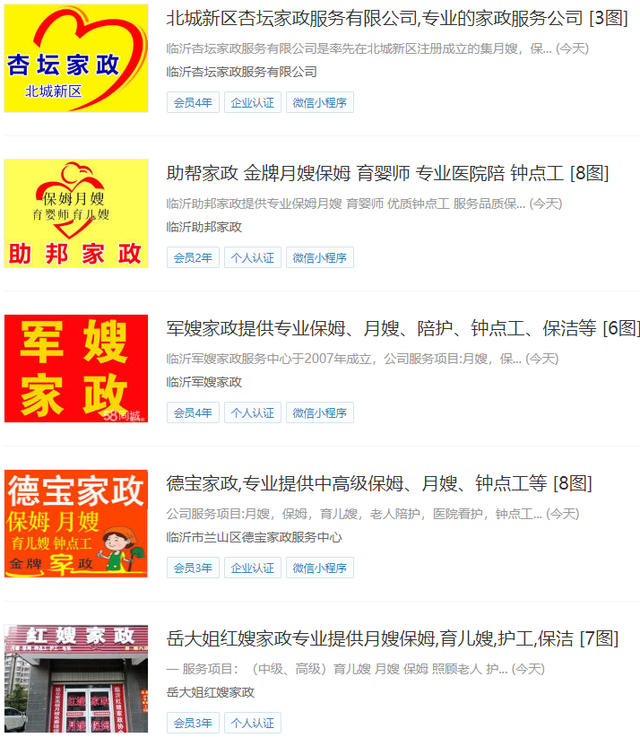 杏坛家政
北城新区
北城新区杏坛家政服务有限公司,专业的家政服务公司 [3图]
临沂杏坛家政服务有限公司是率先在北城新区注册成立的集月嫂，保... (今天)
临沂杏坛家政服务有限公司
会员4年 企业认证 微信小程序
保姆月嫂
育婴师 育儿嫂
助邦家政
助帮家政 金牌月嫂保姆 育婴师 专业医院陪 钟点工 [8图]
临沂助邦家政提供专业保姆月嫂 育婴师 优质钟点工 服务品质保... (今天)
临沂助邦家政
会员2年 个人认证 微信小程序
军嫂
家政
58同城
军嫂家政提供专业保姆、月嫂、陪护、钟点工、保洁等 [6图]
临沂军嫂家政服务中心于2007年成立，公司服务项目:月嫂，保... (今天)
临沂军嫂家政
会员4年 个人认证 微信小程序
德宝家政
保姆 月嫂
育儿嫂 钟点工
金牌家政
德宝家政,专业提供中高级保姆、月嫂、钟点工等 [8图]
公司服务项目:月嫂，保姆，育儿嫂，老人陪护，医院看护，钟点工... (今天)
临沂市兰山区德宝家政服务中心
会员3年 企业认证 微信小程序
红嫂家政
岳大姐红嫂家政专业提供月嫂保姆,育儿嫂,护工,保洁 [7图]
— 服务项目：（中级、高级）育儿嫂 月嫂 保姆 照顾老人 护... (今天)
岳大姐红嫂家政
会员3年 个人认证